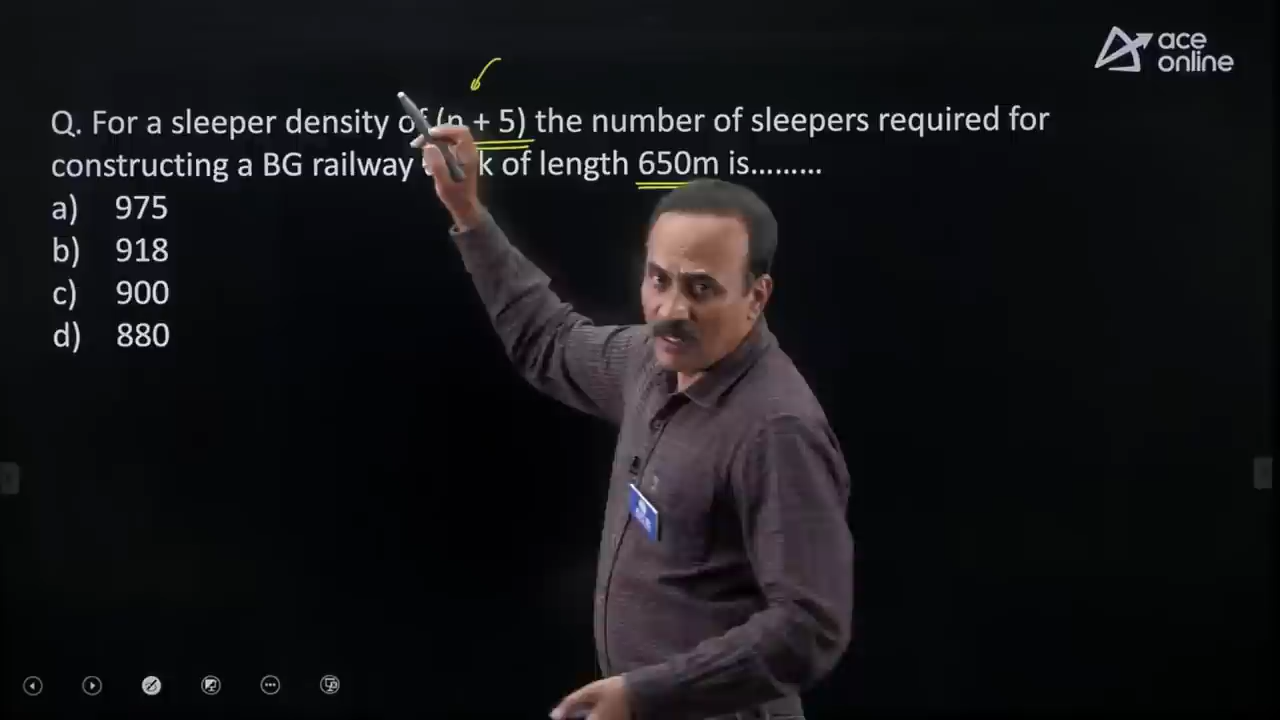 ace
online
Q. For a sleeper density of (n + 5) the number of sleepers required for
constructing a BG railway k of length 650m is.........
a) 975
b) 918
c) 900
d) 880